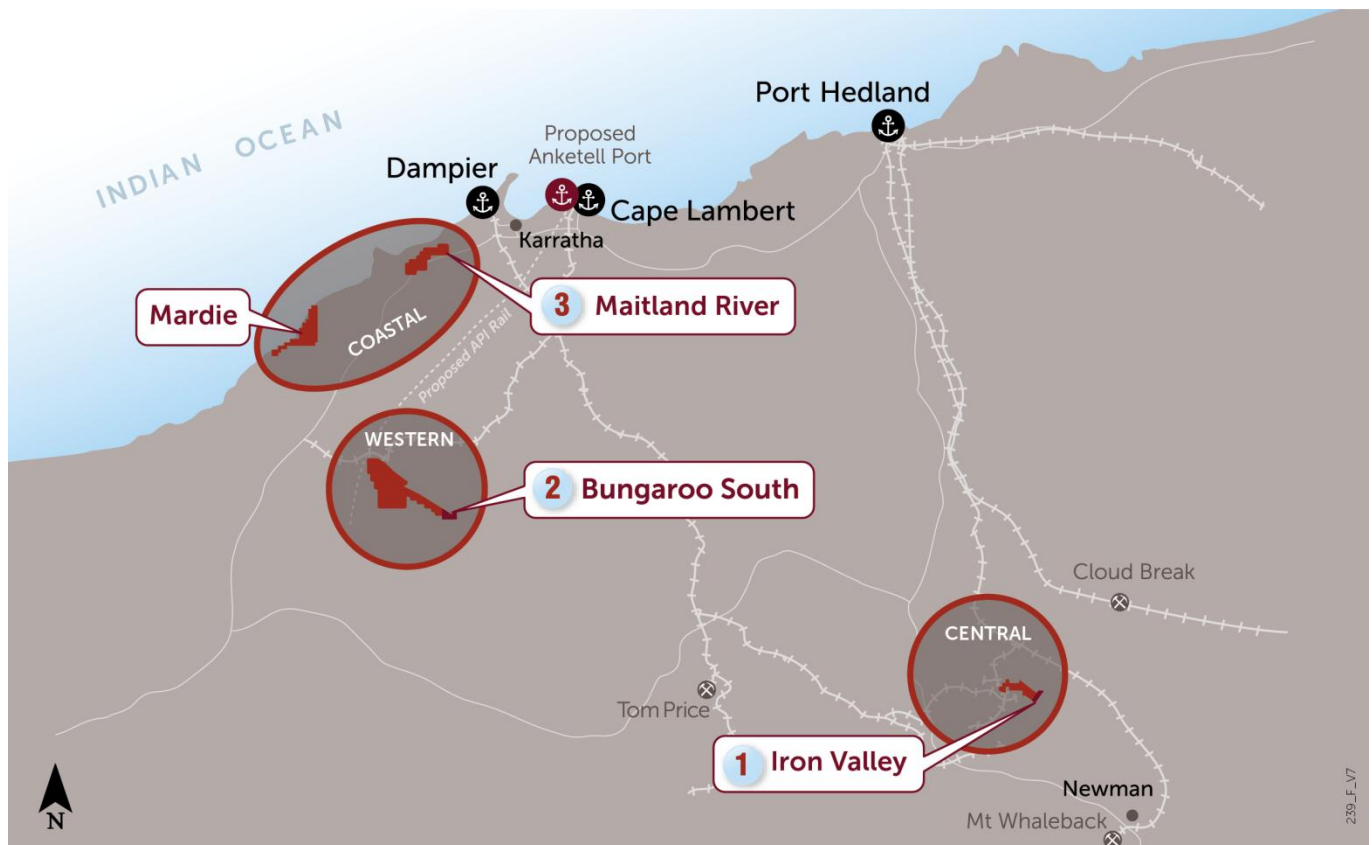 Port Hedland
INDIAN OCEAN
Proposed
Anketell Port
Dampier
Cape Lambert
Karratha
3 Maitland River
Mardie
COASTAL
Proposed API Rail
WESTERN
2 Bungaroo South
Cloud Break
CENTRAL
Tom Price
1 Iron Valley
Newman
Mt Whaleback
N
239_F_V7